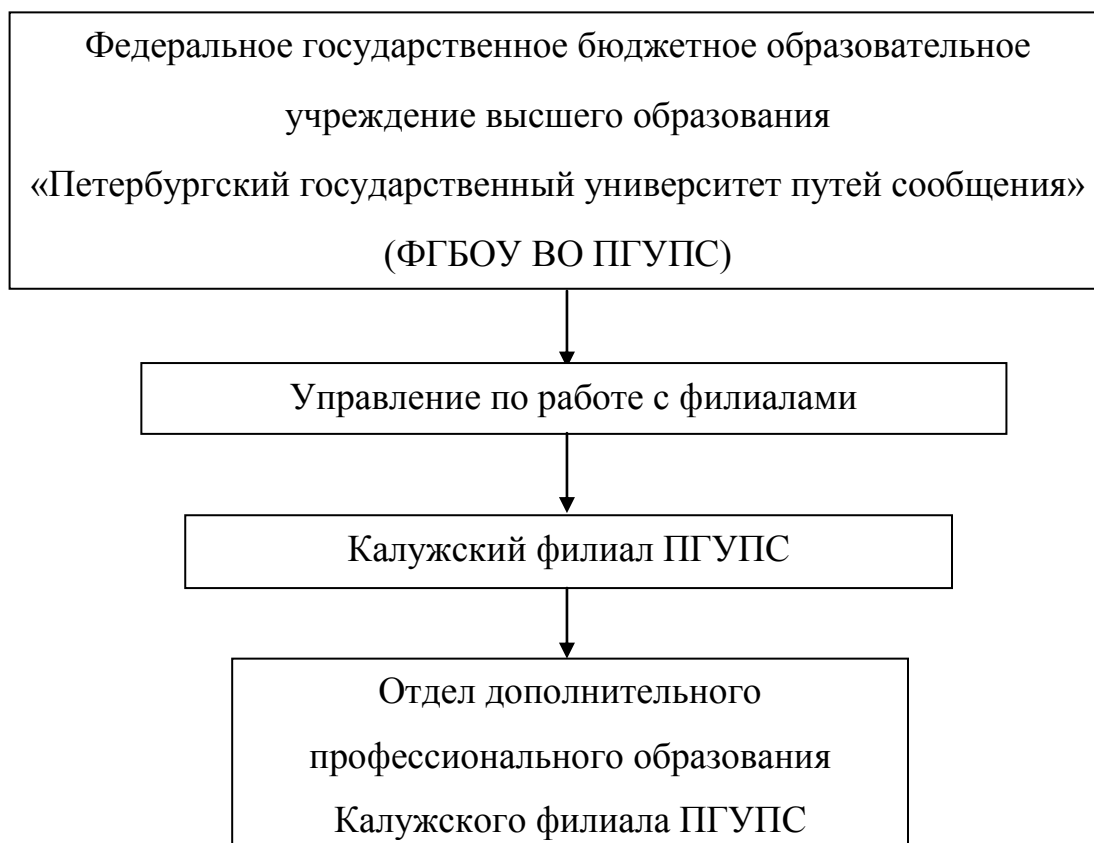 Федеральное государственное бюджетное образовательное
учреждение высшего образования
«Петербургский государственный университет путей сообщения»
(ФГБОУ ВО ПГУПС)
Управление по работе с филиалами
Калужский филиал ПГУПС
Отдел дополнительного
профессионального образования
Калужского филиала ПГУПС